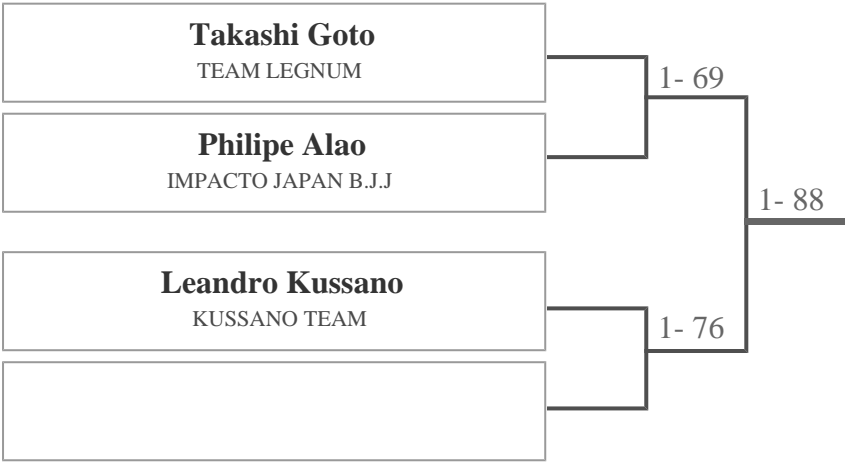 Takashi Goto
TEAM LEGNUM
1- 69
Philipe Alao
IMPACTO JAPAN B.J.J
1- 88
Leandro Kussano
KUSSANO TEAM
1- 76